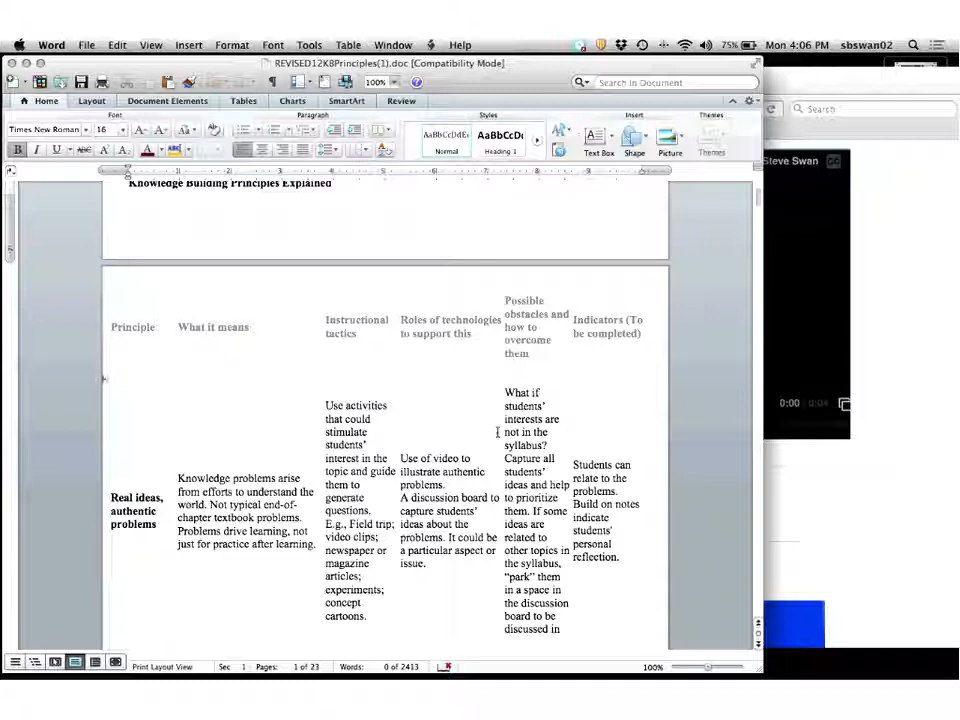 Word File Edit View Insert Format Font Tools Table Window Help 75% Mon 4:06 PM sbswan02
REVISED12KBPrinciples(1).doc [Compatibility Mode]
100% Search in Document
Home Layout Document Elements Tables Charts SmartArt Review
Search
Font Paragraph Styles Insert Themes
Times New Roman 16
AaBbCcDdEe AaBbCcDc
Normal Heading 1 Text Box Shape Picture Themes
B I U ABC
Steve Swan
Knowledge Building Principles Explained
Principle
What it means
Instructional
tactics
Roles of technologies
to support this
Possible
obstacles and
how to
overcome
them
Indicators (To
be completed)
Real ideas,
authentic
problems
Knowledge problems arise
from efforts to understand the
world. Not typical end-of-
chapter textbook problems.
Problems drive learning, not
just for practice after learning.
Use activities
that could
stimulate
students'
interest in the
topic and guide
them to
generate
questions.
E.g., Field trip;
video clips;
newspaper or
magazine
articles;
experiments;
concept
cartoons.
Use of video to
illustrate authentic
problems.
A discussion board to
capture students'
ideas about the
problems. It could be
a particular aspect or
issue.
What if
students'
interests are
not in the
syllabus?
Capture all
students'
ideas and help
to prioritize
them. If some
ideas are
related to
other topics in
the syllabus,
"park" them
in a space in
the discussion
board to be
discussed in
Students can
relate to the
problems.
Build on notes
indicate
students'
personal
reflection.
0:00 / 0:04
Print Layout View Sec 1 Pages: 1 of 23 Words: 0 of 2413 100%